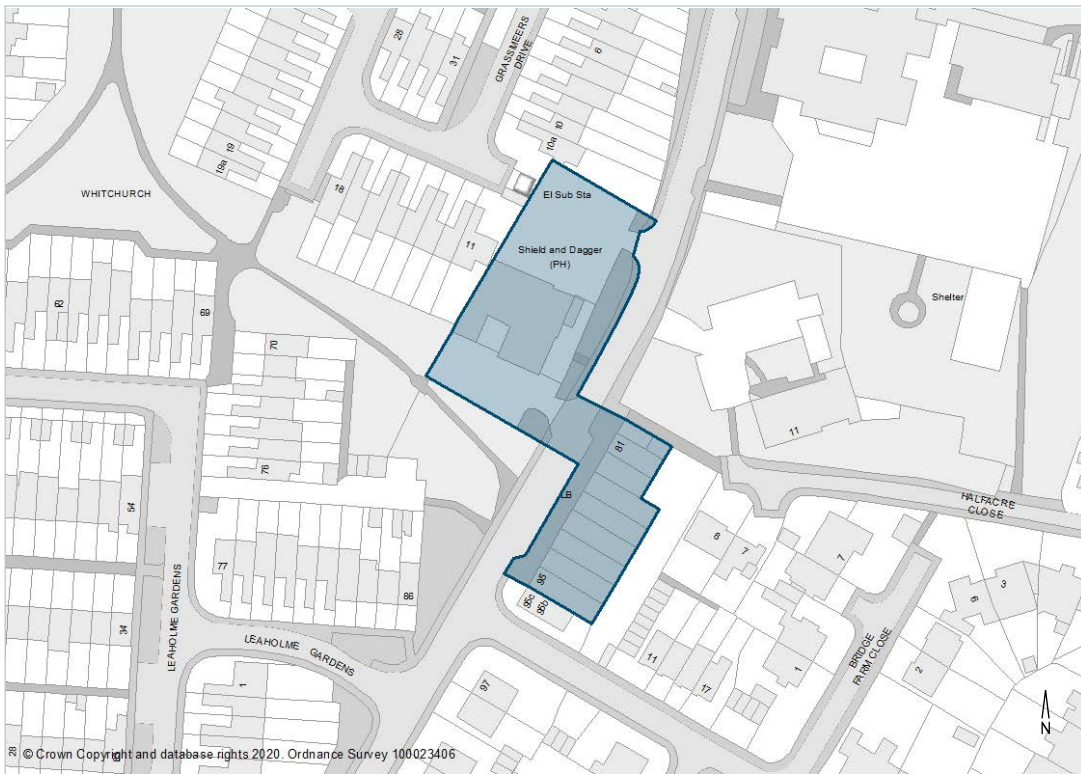 28
31
GRASSMEERS
DRIVE
6
10
10a
19
19a
WHITCHURCH
18
El Sub Sta
11
Shield and Dagger
(PH)
63
69
Shelter
70
81
11
76
LB
54
HALFACRE
CLOSE
8
7
7
77
95
95c
95b
3
6
86
34
LEAHOLME GARDENS
11
1
BRIDGE
FARM CLOSE
2
LEAHOLME GARDENS
17
1
97
N
28
© Crown Copyright and database rights 2020. Ordnance Survey 100023406